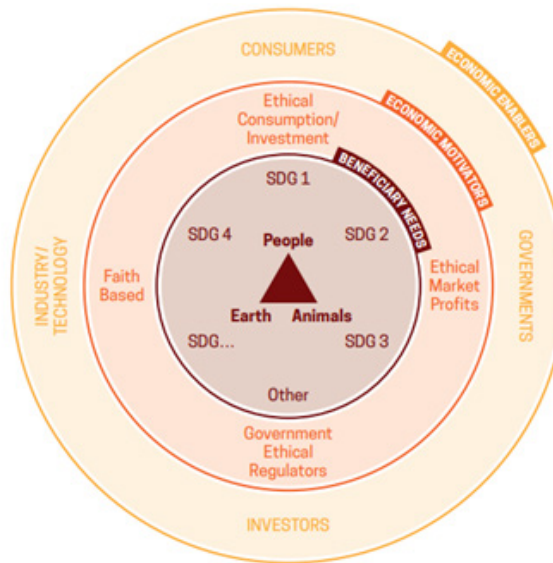 CONSUMERS
ECONOMIC ENABLERS
Ethical
Consumption/
Investment
ECONOMIC MOTIVATORS
BENEFICIARY NEEDS
SDG 1
SDG 4
SDG 2
People
INDUSTRY/
TECHNOLOGY
Faith
Based
Ethical
Market
Profits
GOVERNMENTS
Earth
Animals
SDG...
SDG 3
Other
Government
Ethical
Regulators
INVESTORS